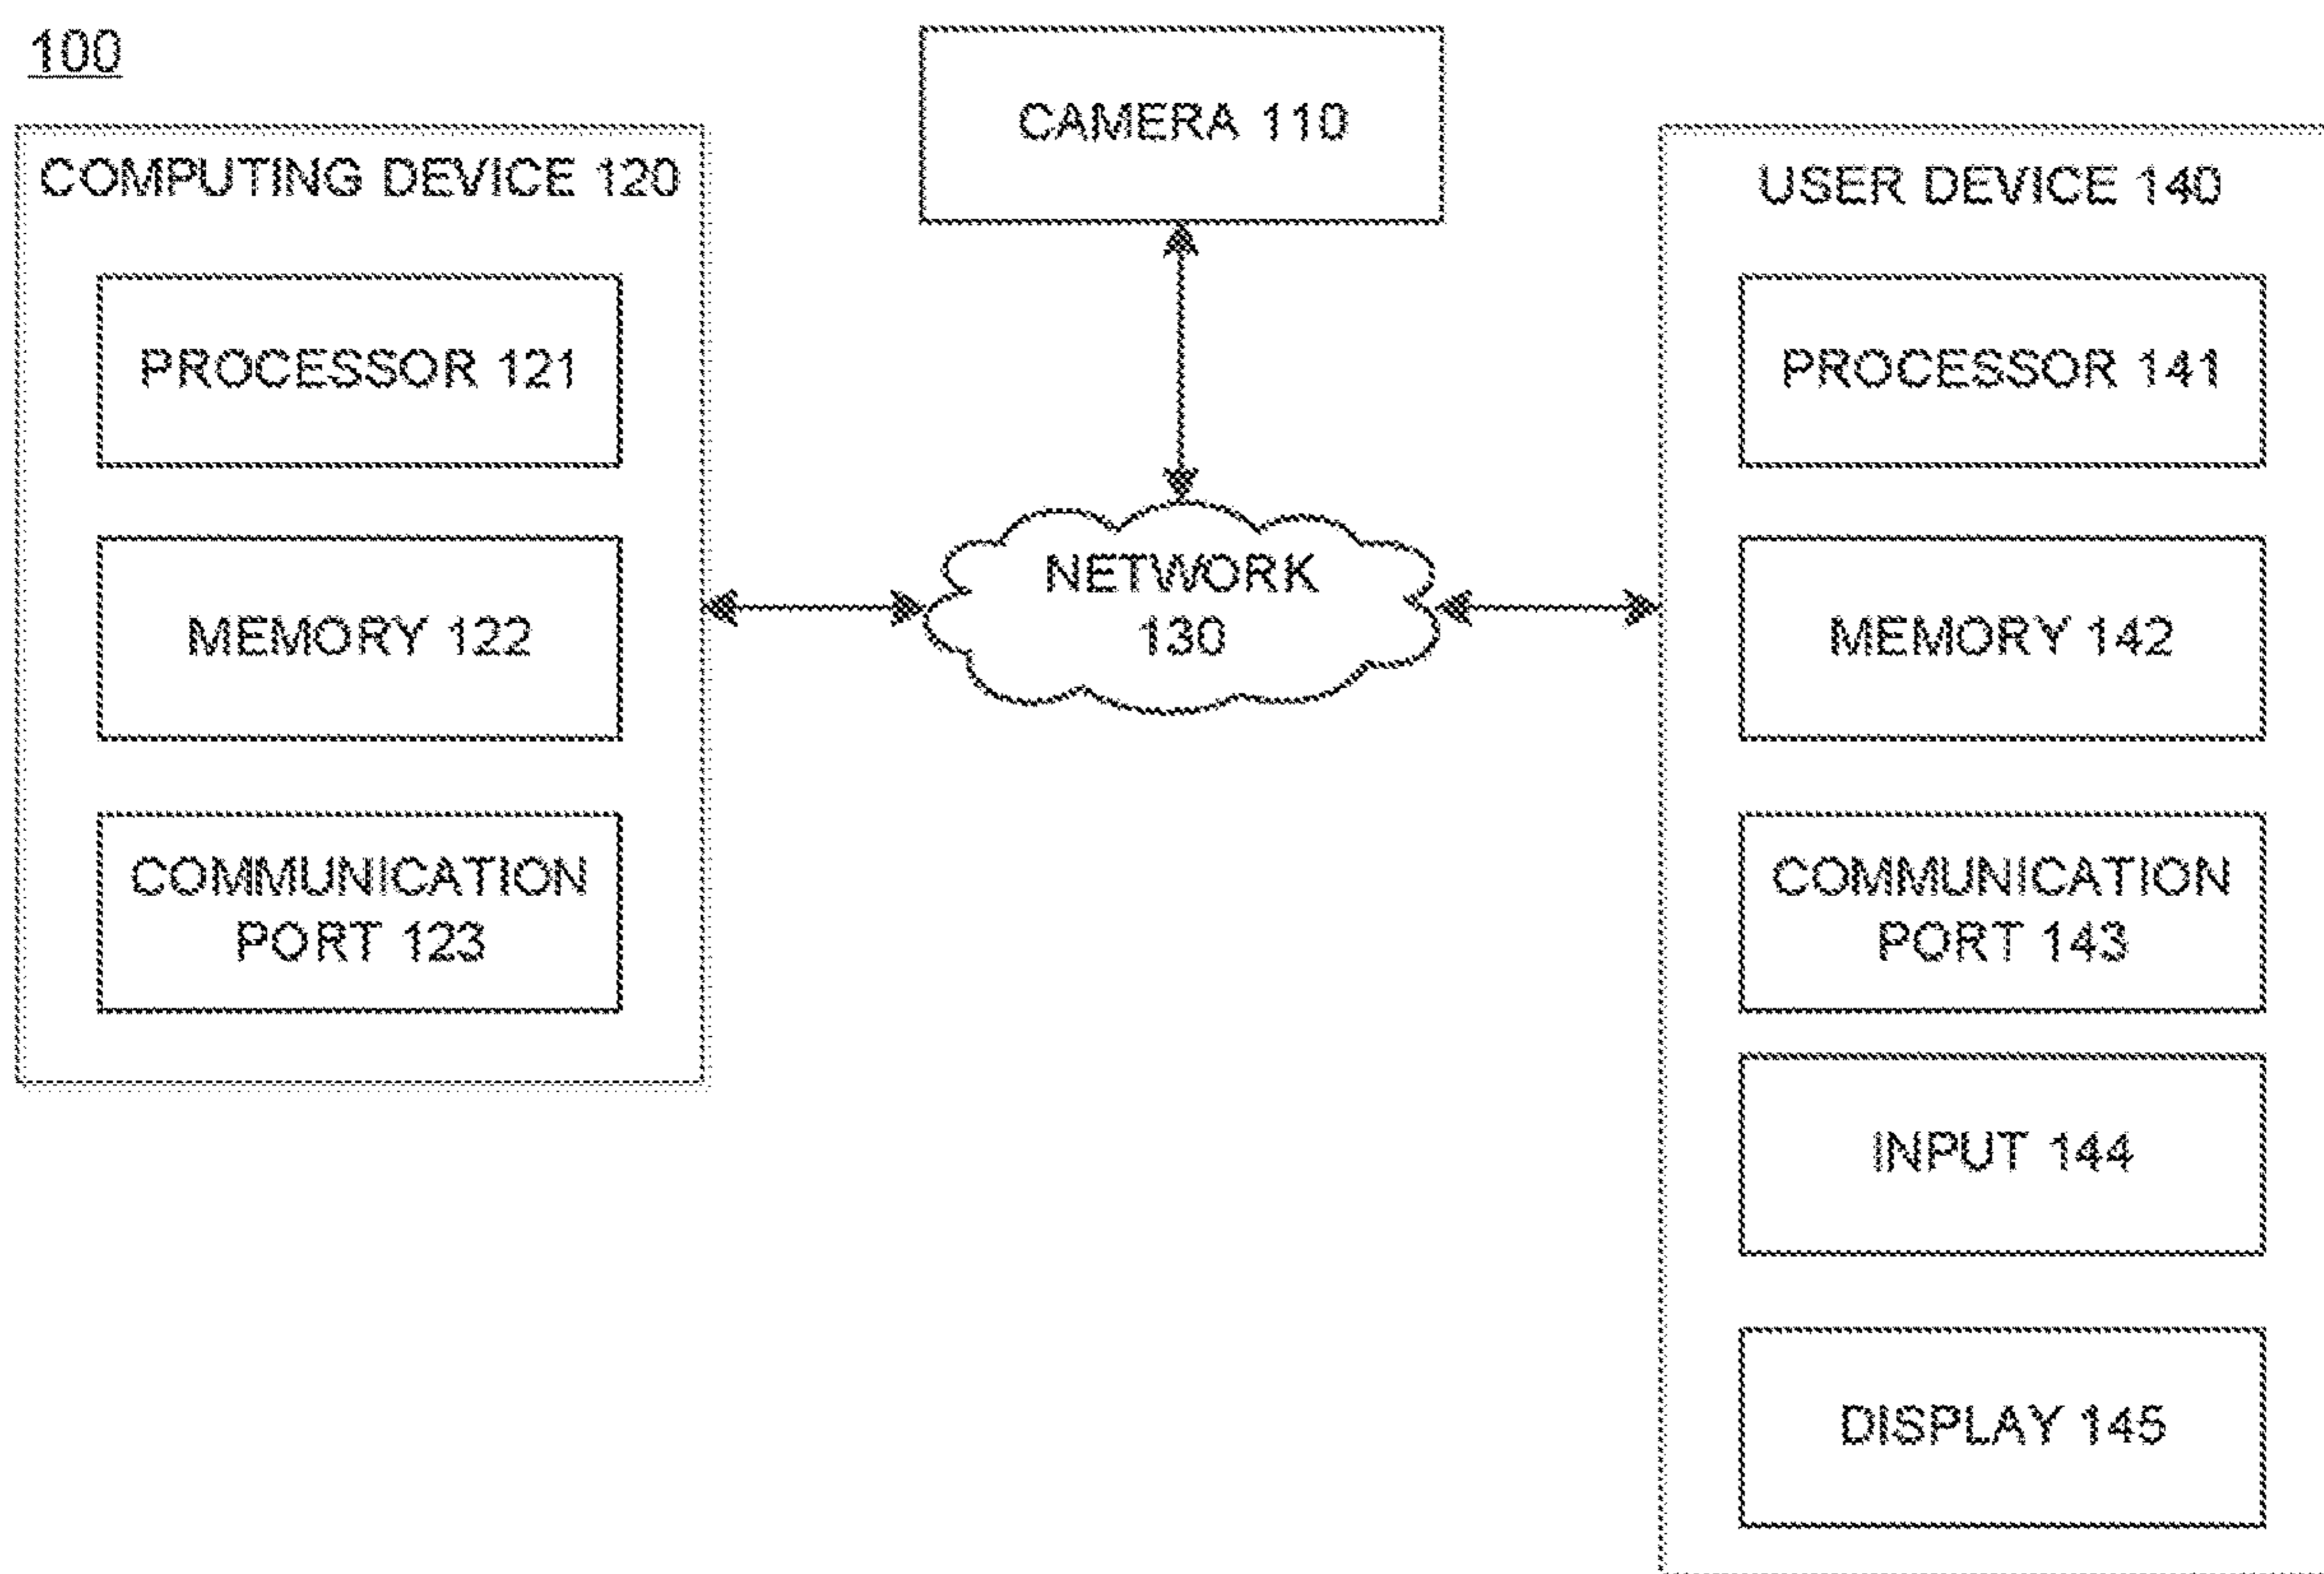 100
CAMERA 110
COMPUTING DEVICE 120
PROCESSOR 121
MEMORY 122
COMMUNICATION
PORT 123
NETWORK
130
USER DEVICE 140
PROCESSOR 141
MEMORY 142
COMMUNICATION
PORT 143
INPUT 144
DISPLAY 145